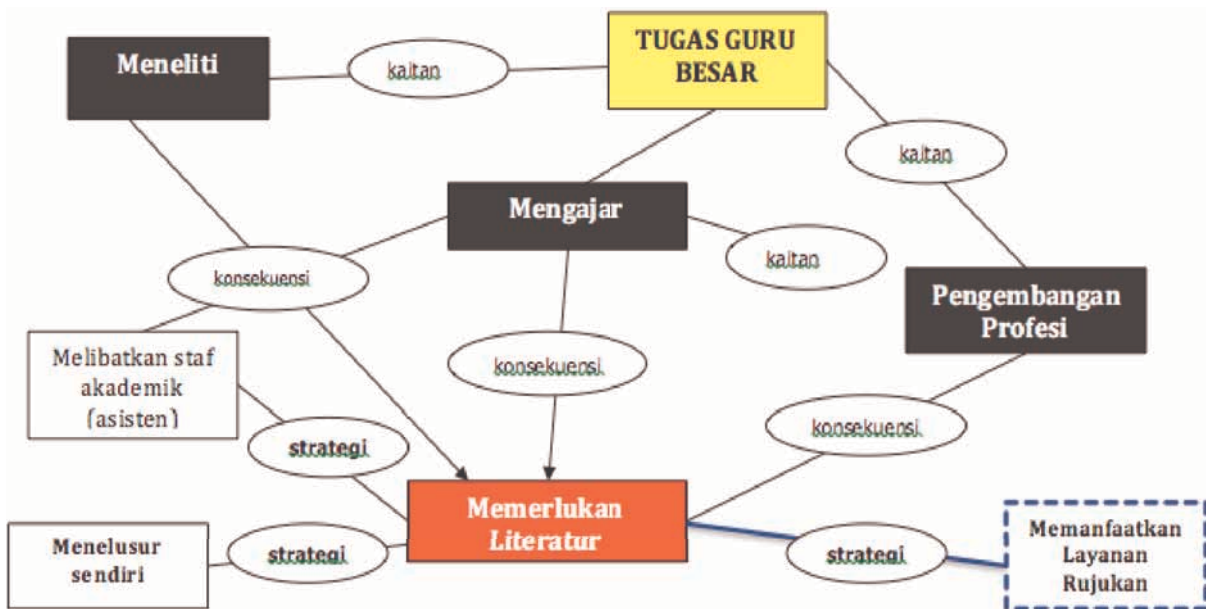 Meneliti
kaitan
TUGAS GURU
BESAR
kaitan
Mengajar
kaitan
konsekuensi
Pengembangan
Profesi
Melibatkan staf
akademik
(asisten)
konsekuensi
konsekuensi
strategi
Memerlukan
Literatur
Menelusur
sendiri
strategi
strategi
Memanfaatkan
Layanan
Rujukan